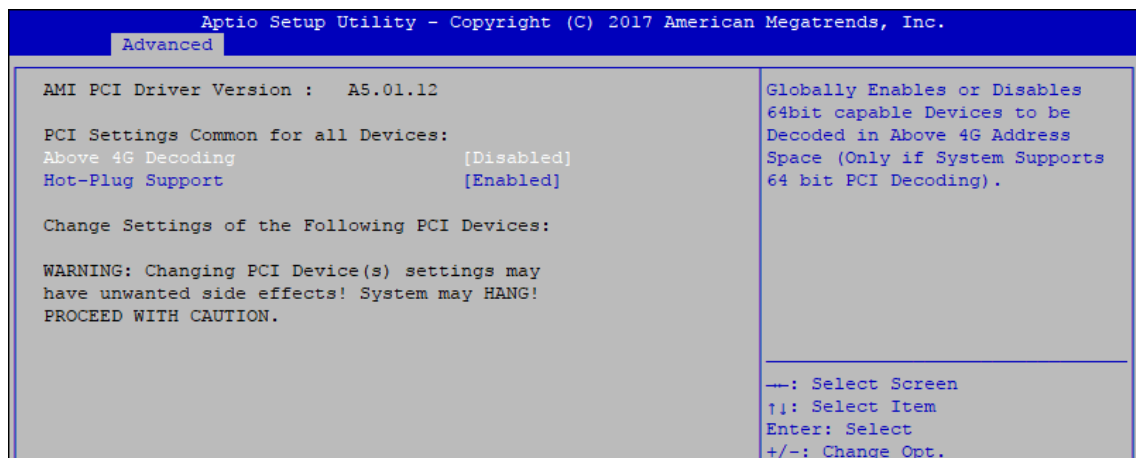 Aptio Setup Utility - Copyright (C) 2017 American Megatrends, Inc.
Advanced
AMI PCI Driver Version :   A5.01.12
PCI Settings Common for all Devices:
Above 4G Decoding   [Disabled]
Hot-Plug Support   [Enabled]
Change Settings of the Following PCI Devices:
WARNING: Changing PCI Device(s) settings may
have unwanted side effects! System may HANG!
PROCEED WITH CAUTION.
Globally Enables or Disables
64bit capable Devices to be
Decoded in Above 4G Address
Space (Only if System Supports
64 bit PCI Decoding).
→←: Select Screen
↑↓: Select Item
Enter: Select
+/-: Change Opt.